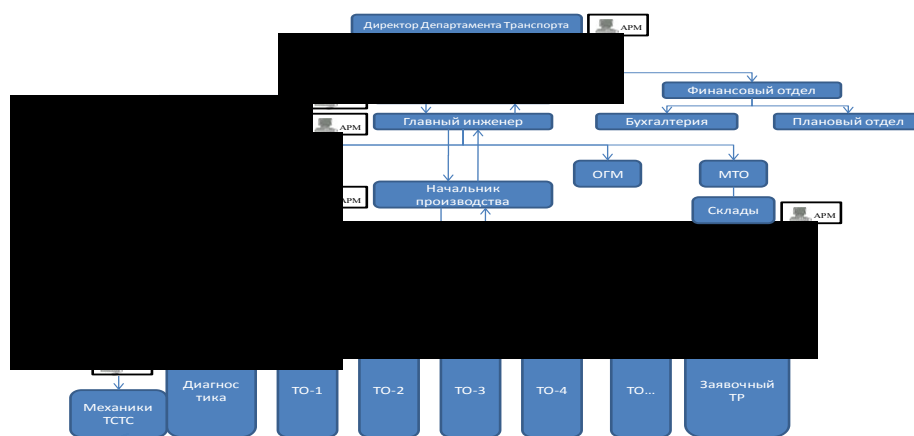 Директор Департамента Транспорта
АРМ
Финансовый отдел
АРМ
Главный инженер
Бухгалтерия
Плановый отдел
ОГМ
МТО
АРМ
Начальник
производства
Склады
АРМ
Диагнос
тика
ТО-1
ТО-2
ТО-3
ТО-4
ТО...
Заявочный
ТР
Механики
ТСТС